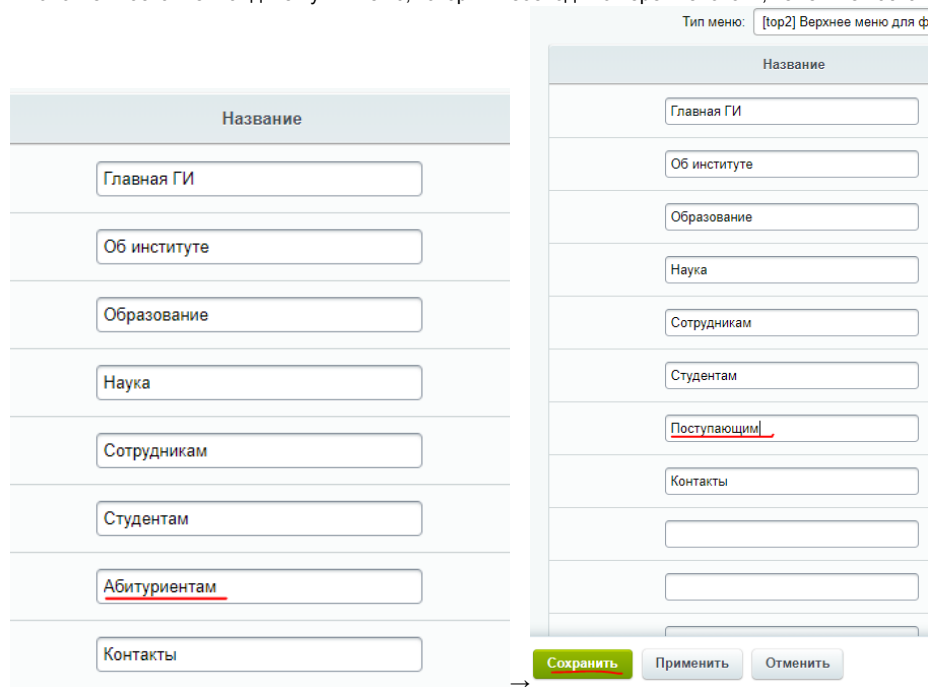 Тип меню: [top2] Верхнее меню для ф
Название
Главная ГИ
Об институте
Образование
Наука
Сотрудникам
Студентам
Абитуриентам
Контакты
→
Название
Главная ГИ
Об институте
Образование
Наука
Сотрудникам
Студентам
Поступающим
Контакты
Сохранить Применить Отменить